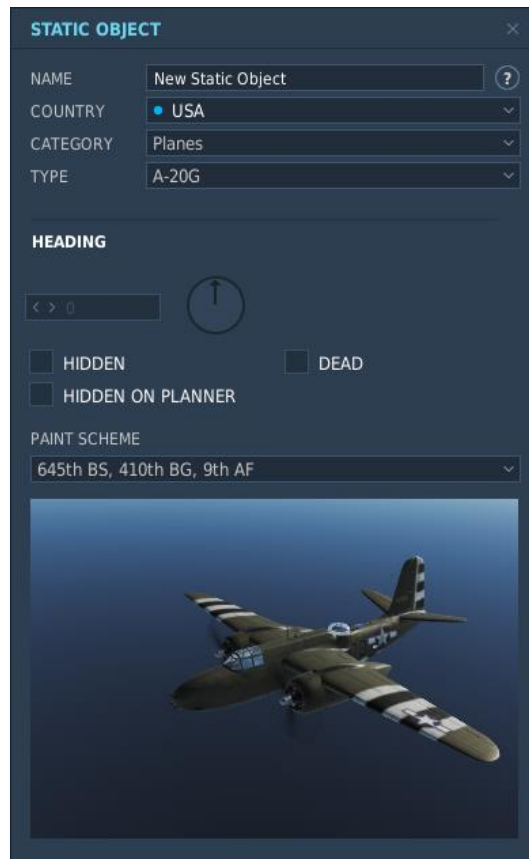 STATIC OBJECT ×
NAME New Static Object ?
COUNTRY USA
CATEGORY Planes
TYPE A-20G
HEADING
< > 0
HIDDEN DEAD
HIDDEN ON PLANNER
PAINT SCHEME
645th BS, 410th BG, 9th AF